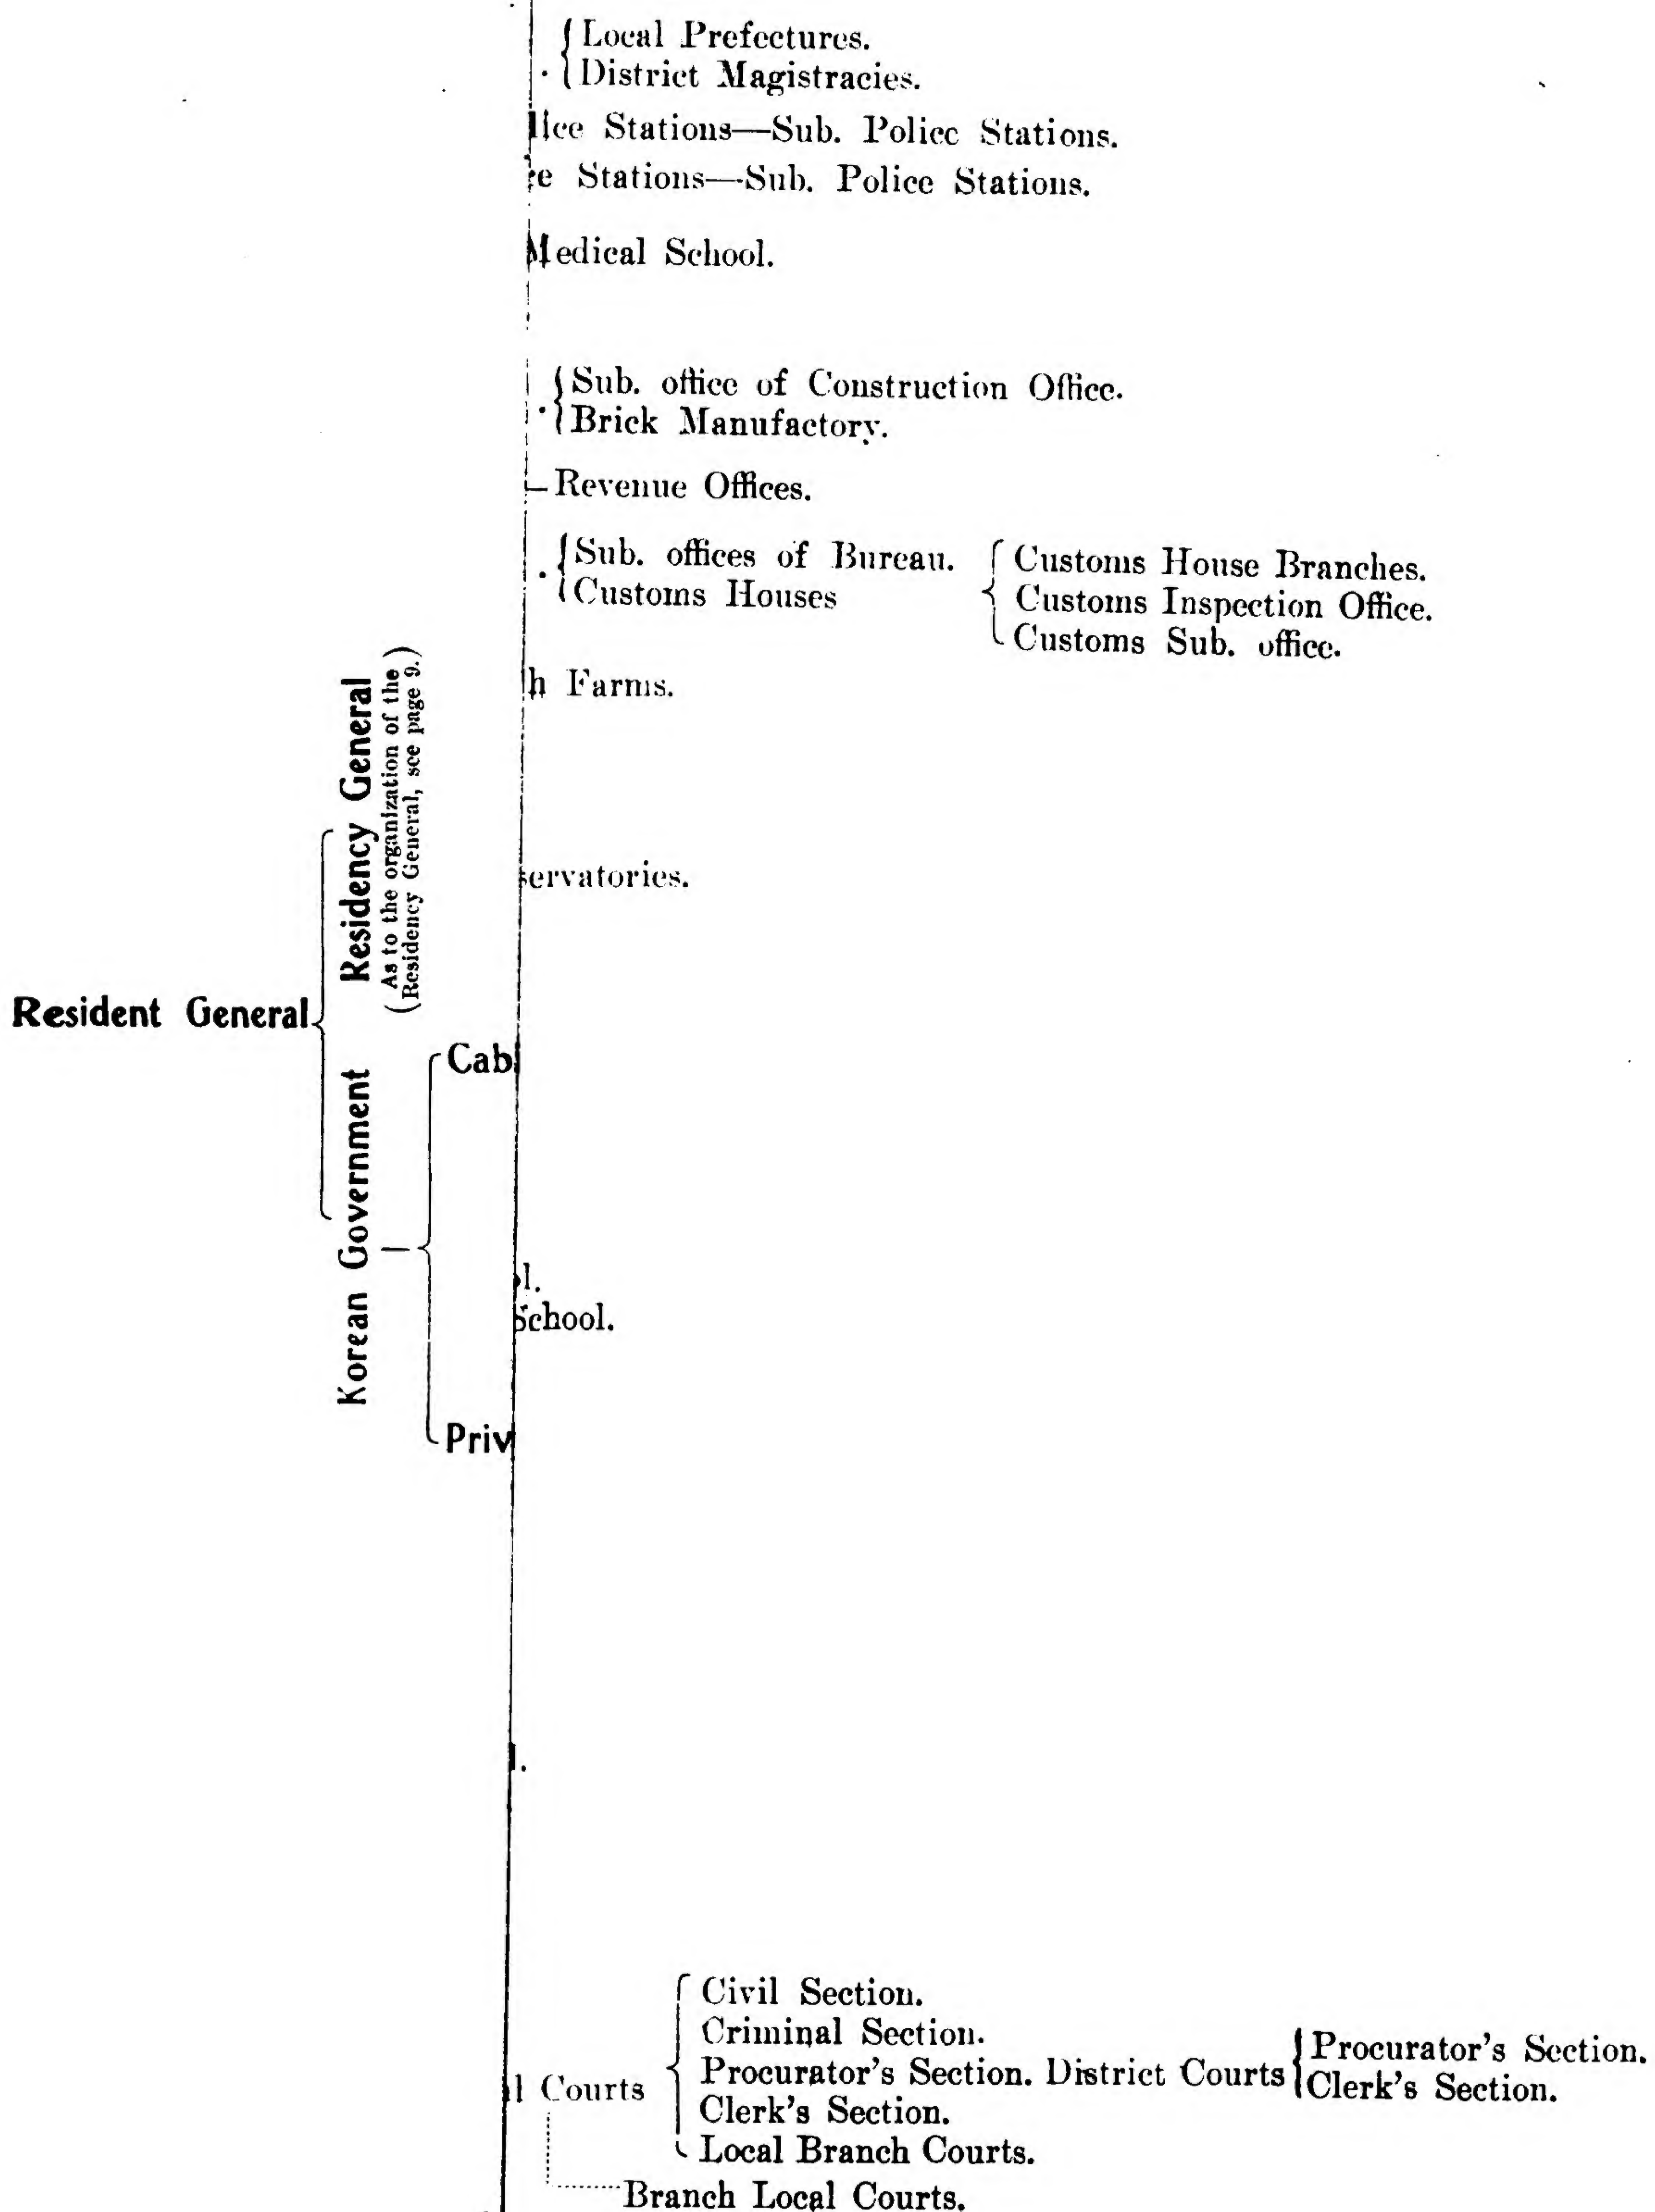 Local Prefectures.
District Magistracies.
lice Stations—Sub. Police Stations.
e Stations—Sub. Police Stations.
Medical School.
Sub. office of Construction Office.
Brick Manufactory.
Revenue Offices.
Sub. offices of Bureau.
Customs Houses
Customs House Branches.
Customs Inspection Office.
Customs Sub. office.
h Farms.
servatories.
Resident General
Residency General
(As to the organization of the
Residency General, see page 9.)
Korean Government
Cab
Priv
l.
School.
l.
l Courts
Civil Section.
Criminal Section.
Procurator's Section. District Courts
Clerk's Section.
Local Branch Courts.
Procurator's Section.
Clerk's Section.
Branch Local Courts.